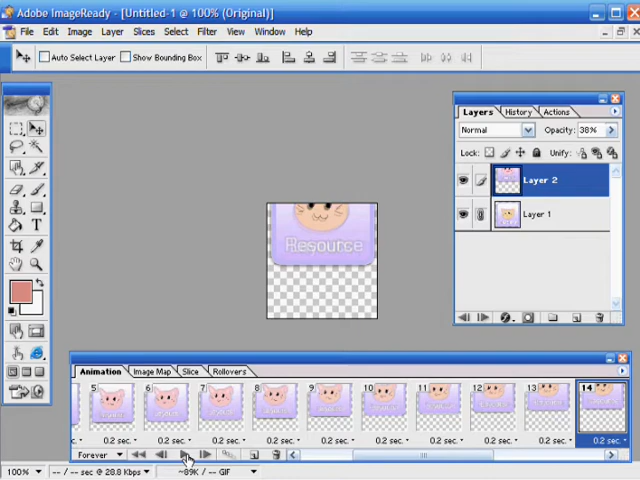 Adobe ImageReady - [Untitled-1 @ 100% (Original)]
File Edit Image Layer Slices Select Filter View Window Help
Auto Select Layer Show Bounding Box
Layers History Actions
Normal Opacity: 38%
Lock: Unify:
Layer 2
Layer 1
Resource
Animation Image Map Slice Rollovers
5 6 7 8 9 10 11 12 13 14
0.2 sec. 0.2 sec. 0.2 sec. 0.2 sec. 0.2 sec. 0.2 sec. 0.2 sec. 0.2 sec. 0.2 sec. 0.2 sec.
Forever
100% -- / -- sec @ 28.8 Kbps -- / -- ~89K / -- GIF